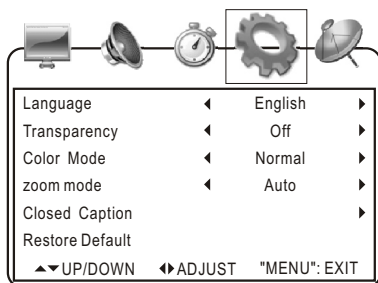 Language ◀ English ▶
Transparency ◀ Off ▶
Color Mode ◀ Normal ▶
zoom mode ◀ Auto ▶
Closed Caption ▶
Restore Default
▲▼UP/DOWN ◀▶ADJUST "MENU": EXIT